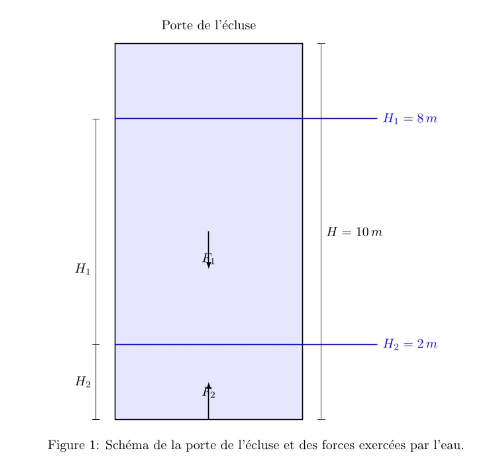 Porte de l'écluse
H₁ = 8 m
F₁
H = 10 m
H₁
H₂ = 2 m
H₂
F₂
Figure 1: Schéma de la porte de l'écluse et des forces exercées par l'eau.